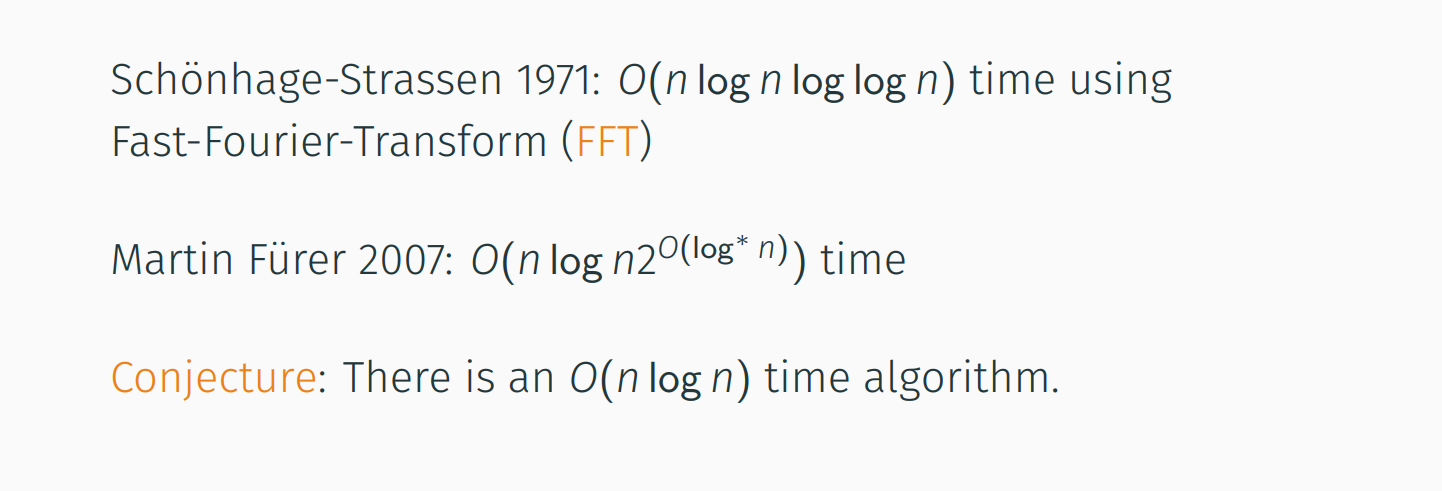 Schönhage-Strassen 1971: O(n log n log log n) time using
Fast-Fourier-Transform (FFT)
Martin Fürer 2007: O(n log n2^{O(log* n)}) time
Conjecture: There is an O(n log n) time algorithm.